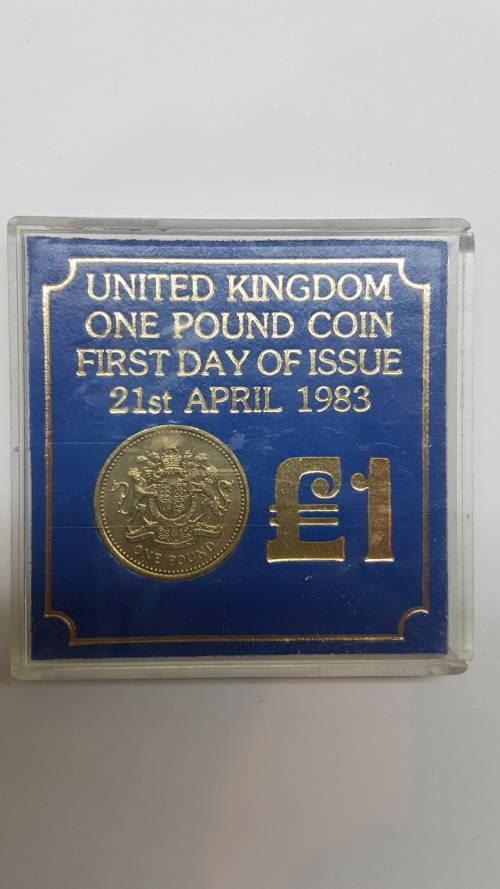 UNITED KINGDOM
ONE POUND COIN
FIRST DAY OF ISSUE
21st APRIL 1983
ONE POUND
£1